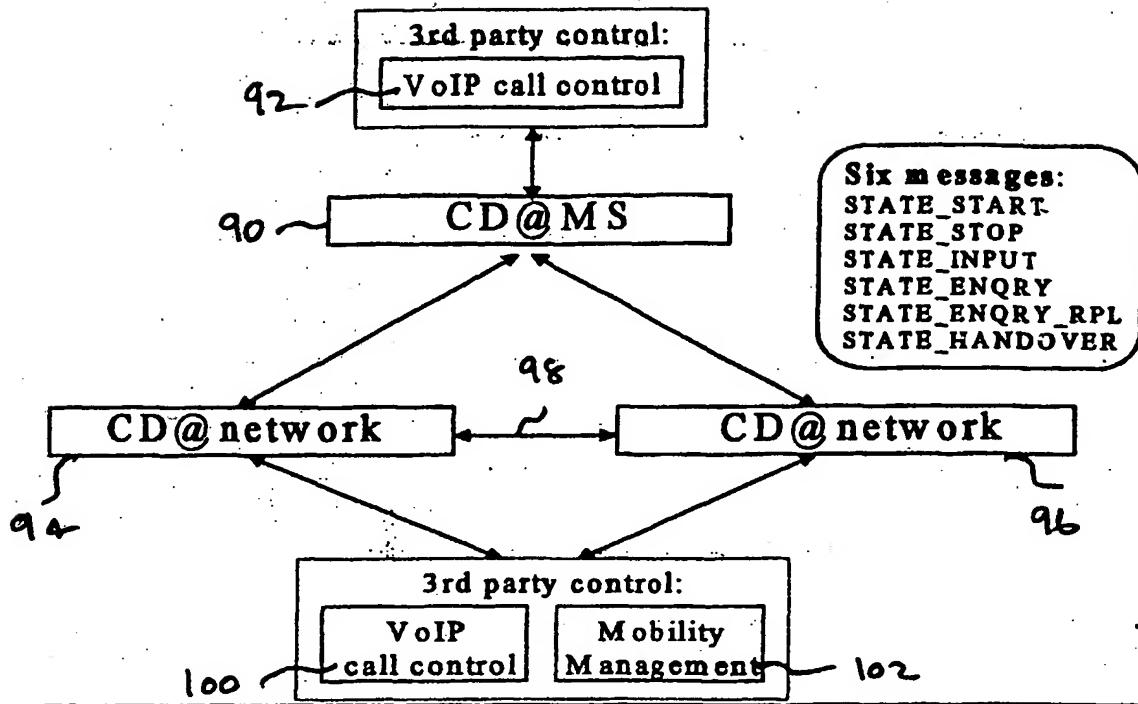 3rd party control:
VoIP call control
92
CD@MS
90
Six messages:
STATE_START
STATE_STOP
STATE_INPUT
STATE_ENQRY
STATE_ENQRY_RPL
STATE_HANDOVER
98
CD@network
CD@network
94
96
3rd party control:
VoIP
call control
Mobility
Management
100
102